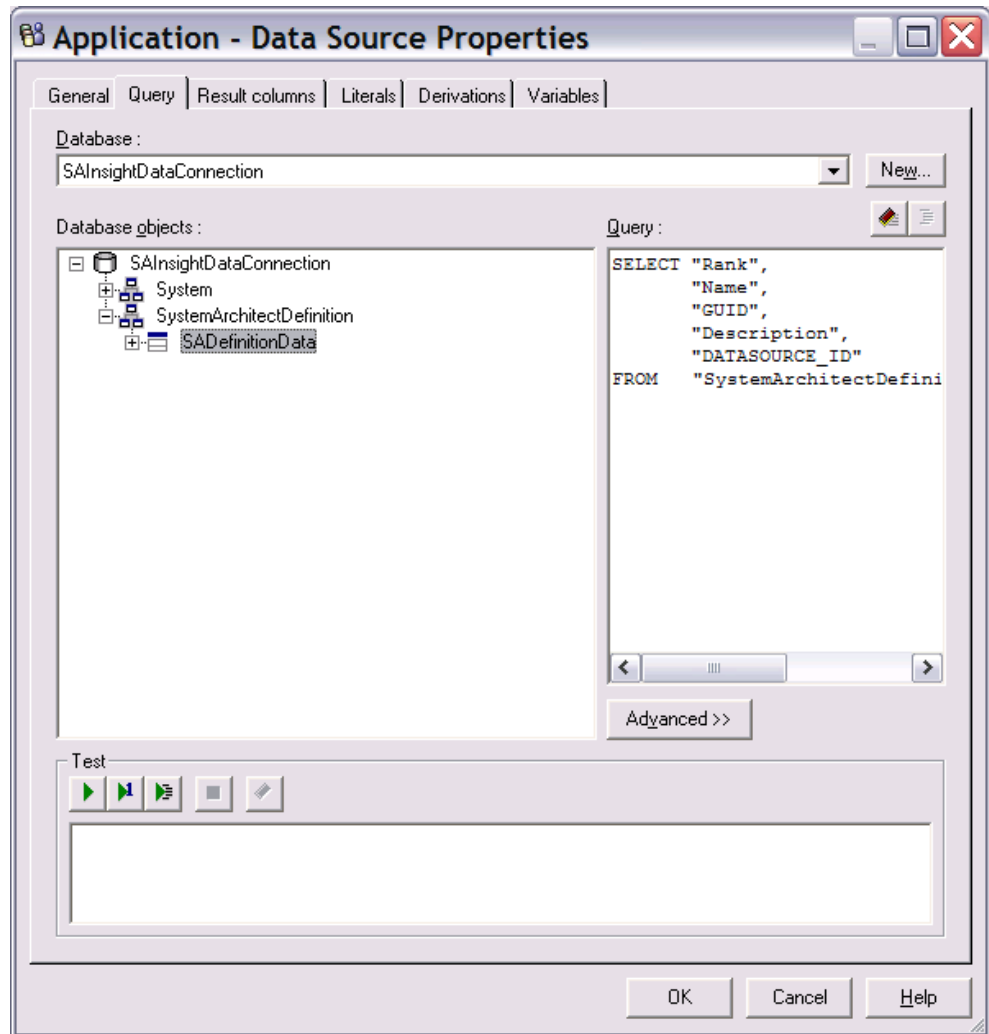 Application - Data Source Properties
General Query Result columns Literals Derivations Variables
Database :
SAInsightDataConnection
New...
Database objects :
Query :
SAInsightDataConnection
System
SystemArchitectDefinition
SADefinitionData
SELECT "Rank",
"Name",
"GUID",
"Description",
"DATASOURCE_ID"
FROM "SystemArchitectDefini
Advanced >>
Test
1
OK Cancel Help